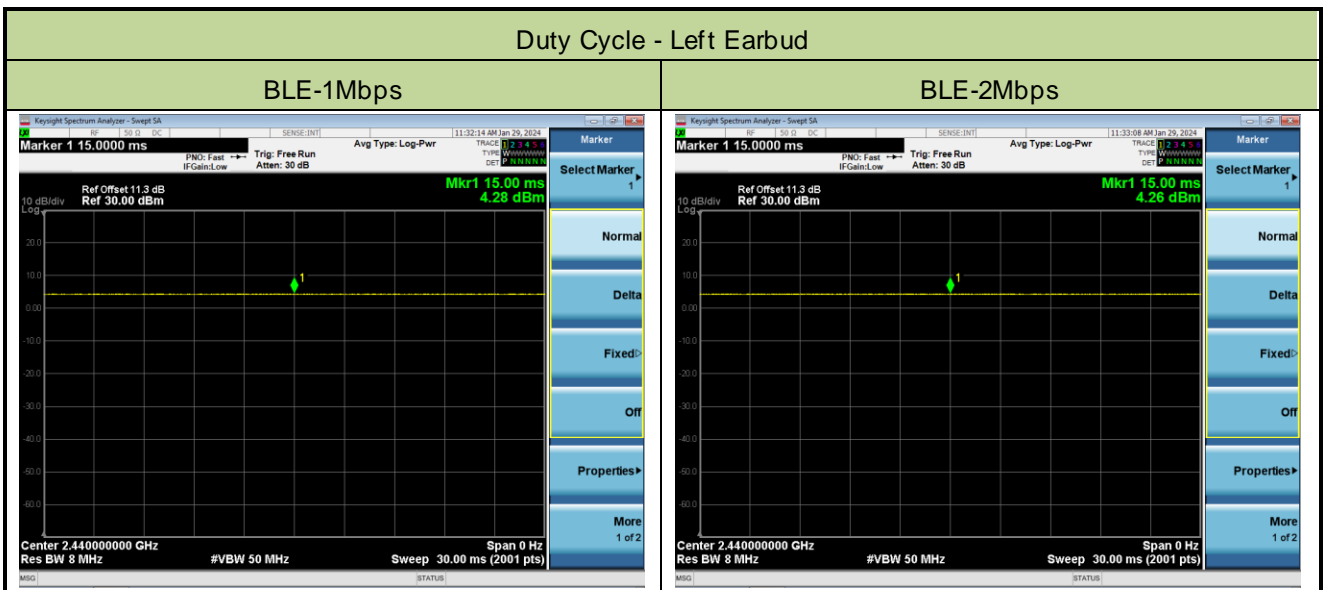 Duty Cycle - Left Earbud
BLE-1Mbps
BLE-2Mbps
Keysight Spectrum Analyzer - Swept SA
RF 50 Ω DC SENSE:INT 11:32:14 AM Jan 29, 2024
Marker 1 15.0000 ms
PNO: Fast
IFGain:Low
Trig: Free Run
Atten: 30 dB
Avg Type: Log-Pwr
TRACE 1 2 3 4 5 6
TYPE WWWWWW
DET P N N N N N
Ref Offset 11.3 dB
Ref 30.00 dBm
10 dB/div
Log
Mkr1 15.00 ms
4.28 dBm
20.0
10.0
0.00
-10.0
-20.0
-30.0
-40.0
-50.0
-60.0
1
Center 2.440000000 GHz
Res BW 8 MHz
#VBW 50 MHz
Span 0 Hz
Sweep 30.00 ms (2001 pts)
MSG
STATUS
Marker
Select Marker
1
Normal
Delta
Fixed
Off
Properties
More
1 of 2
Keysight Spectrum Analyzer - Swept SA
RF 50 Ω DC SENSE:INT 11:33:08 AM Jan 29, 2024
Marker 1 15.0000 ms
PNO: Fast
IFGain:Low
Trig: Free Run
Atten: 30 dB
Avg Type: Log-Pwr
TRACE 1 2 3 4 5 6
TYPE WWWWWW
DET P N N N N N
Ref Offset 11.3 dB
Ref 30.00 dBm
10 dB/div
Log
Mkr1 15.00 ms
4.26 dBm
20.0
10.0
0.00
-10.0
-20.0
-30.0
-40.0
-50.0
-60.0
1
Center 2.440000000 GHz
Res BW 8 MHz
#VBW 50 MHz
Span 0 Hz
Sweep 30.00 ms (2001 pts)
MSG
STATUS
Marker
Select Marker
1
Normal
Delta
Fixed
Off
Properties
More
1 of 2